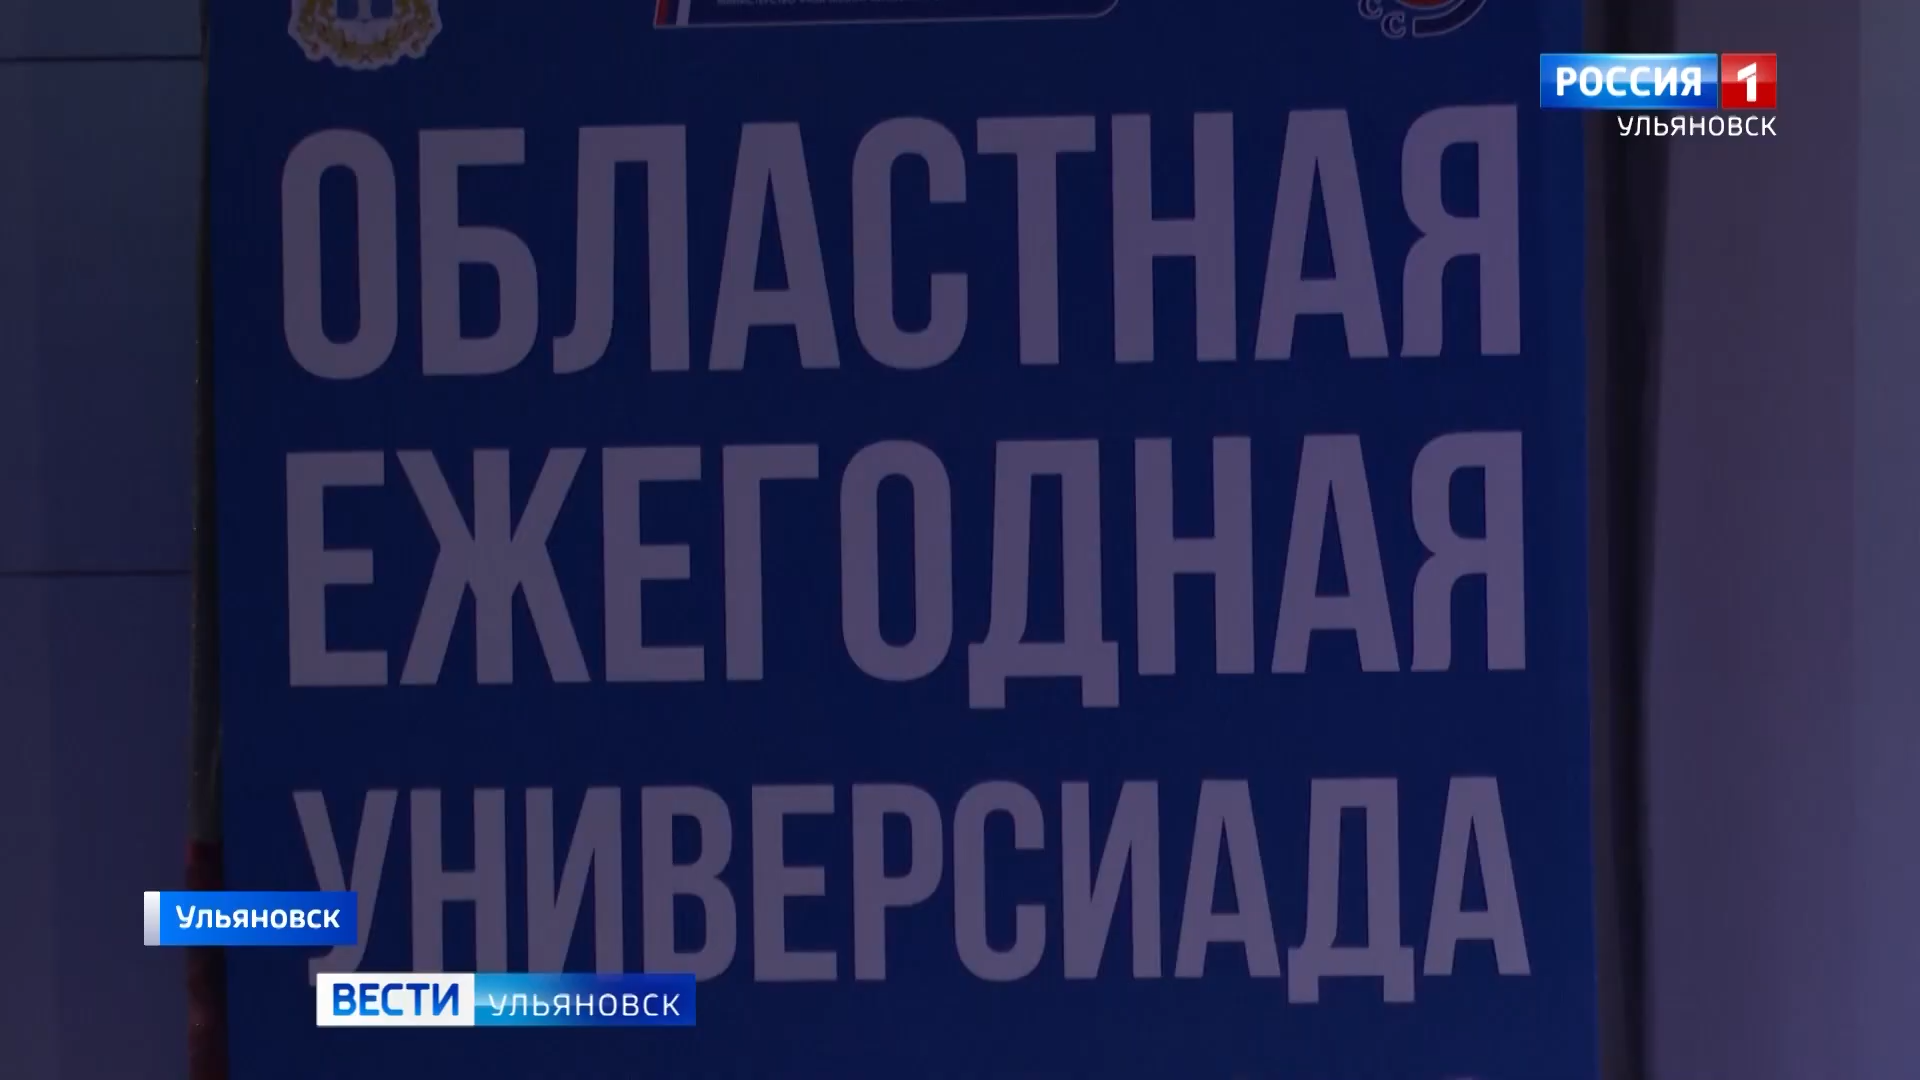 РОССИЯ 1
УЛЬЯНОВСК
ОБЛАСТНАЯ
ЕЖЕГОДНАЯ
УНИВЕРСИАДА
Ульяновск
ВЕСТИ УЛЬЯНОВСК